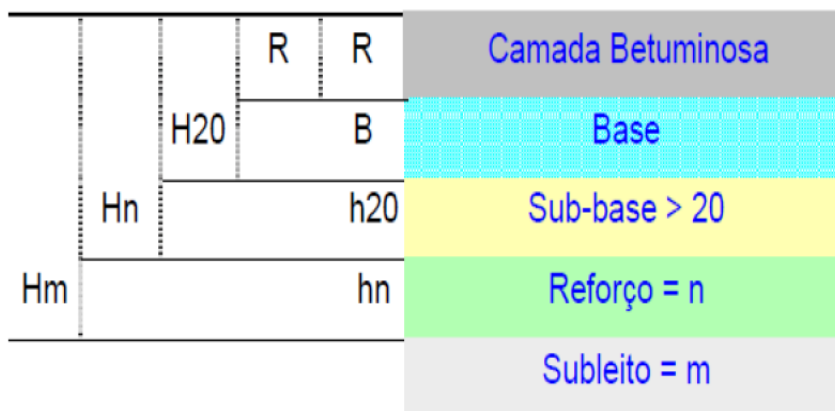 R R Camada Betuminosa
H20 B Base
Hn h20 Sub-base > 20
Hm hn Reforço = n
Subleito = m